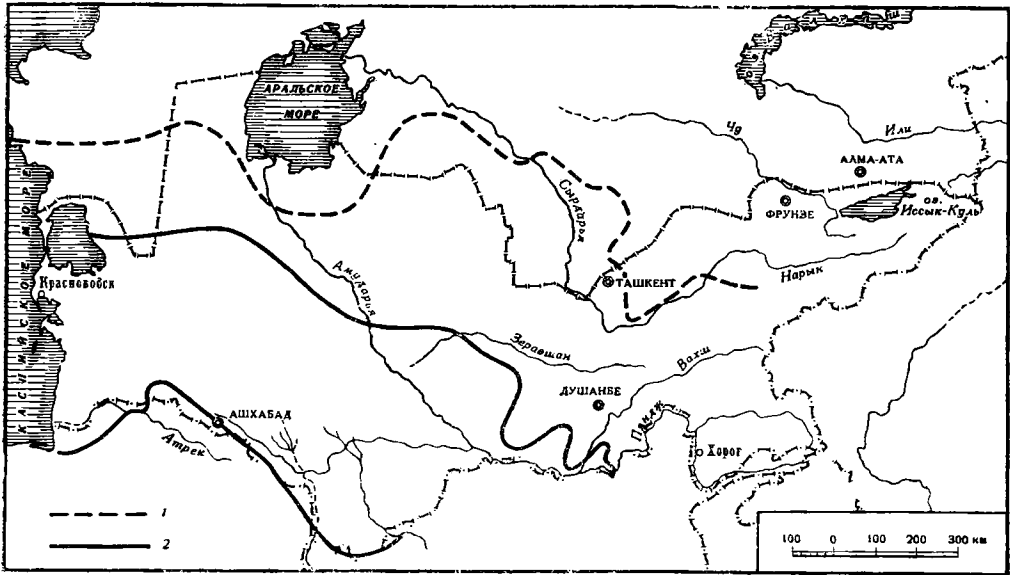 АРАЛЬСКОЕ
МОРЕ
Чу
Или
АЛМА-АТА
ФРУНЗЕ
оз.
Иссык-Куль
Сырдарья
КАСПИЙСКОЕ МОРЕ
Красноводск
Амударья
ТАШКЕНТ
Нарын
Зеравшан
Вахш
ДУШАНБЕ
Пяндж
Хорог
АШХАБАД
Атрек
1
2
100 0 100 200 300 км